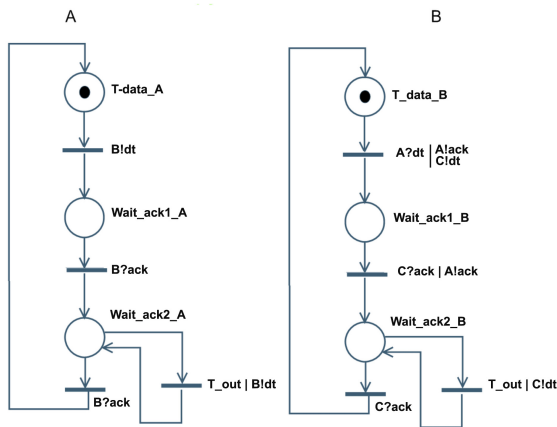 A
B
T-data_A
T_data_B
B!dt
A?dt | A!ack
C!dt
Wait_ack1_A
Wait_ack1_B
B?ack
C?ack | A!ack
Wait_ack2_A
Wait_ack2_B
T_out | B!dt
T_out | C!dt
B?ack
C?ack